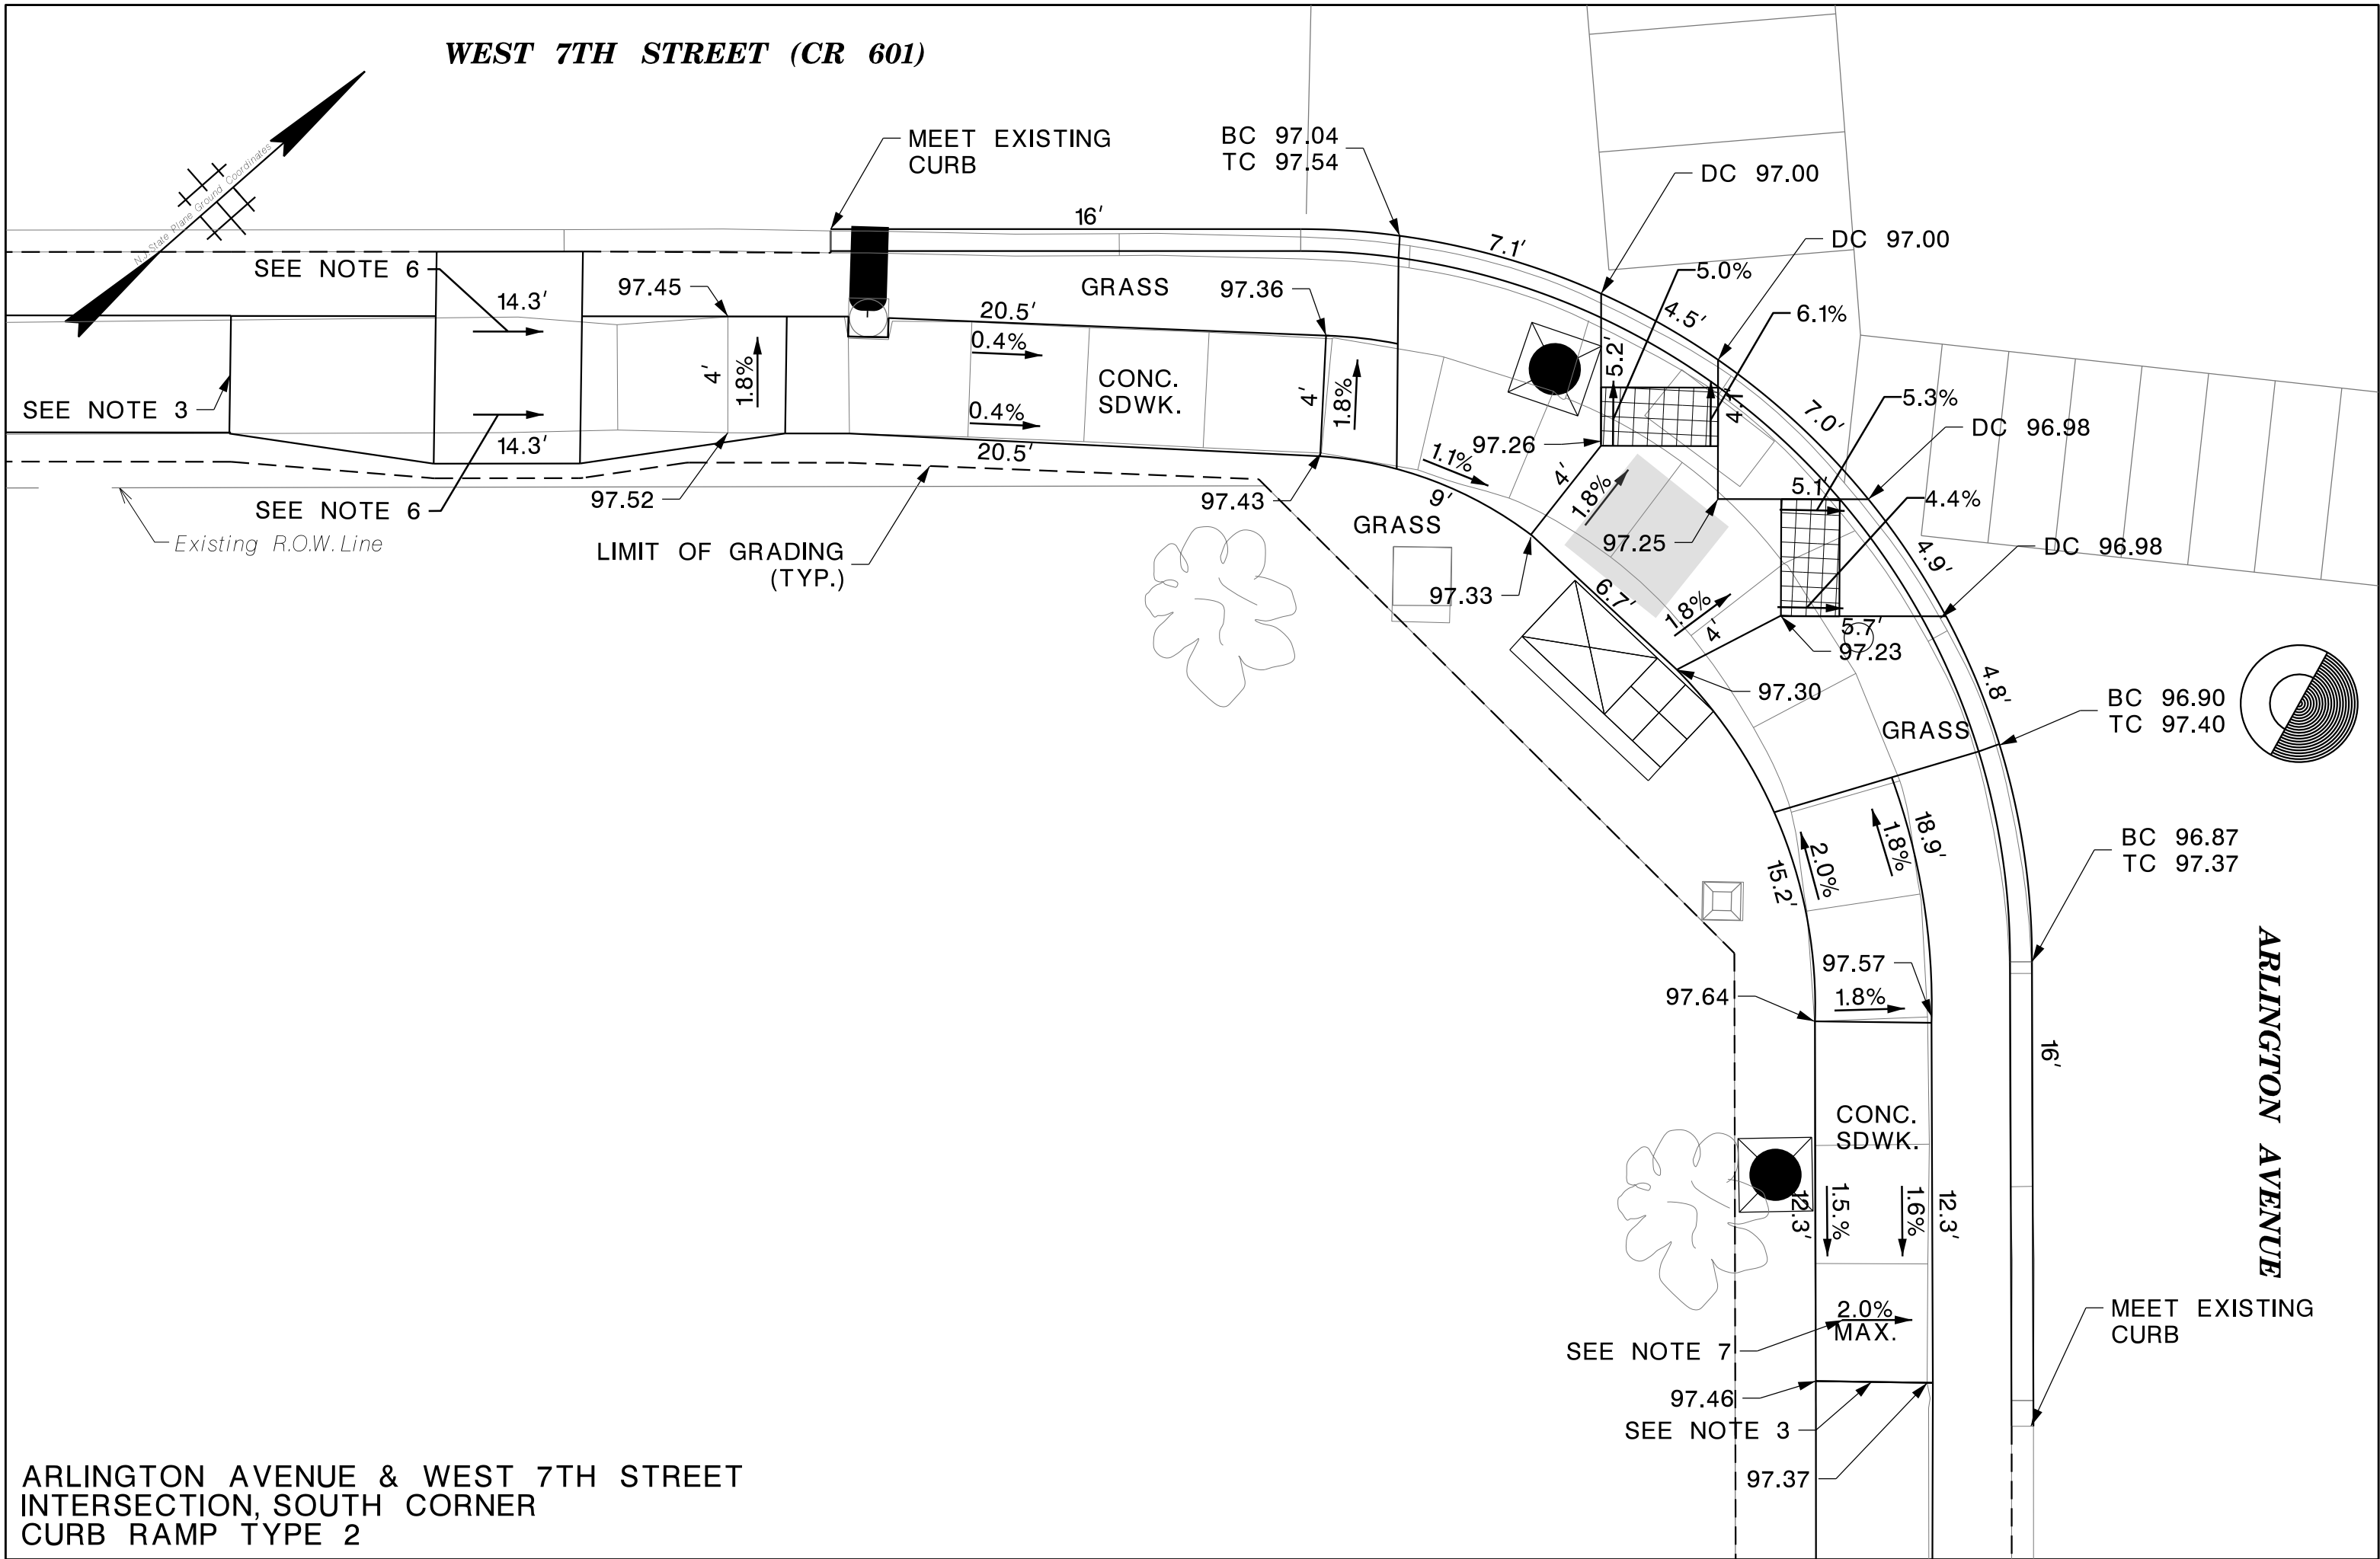 WEST 7TH STREET (CR 601)
N.J. State Plane Ground Coordinates
MEET EXISTING
CURB
BC 97.04
TC 97.54
DC 97.00
DC 97.00
16'
7.1'
5.0%
4.5'
6.1%
SEE NOTE 6
14.3'
97.45
GRASS
97.36
20.5'
0.4%
5.2'
4'
1.8%
CONC.
SDWK.
4'
1.8%
4.1'
7.0'
5.3%
DC 96.98
SEE NOTE 3
0.4%
97.26
14.3'
20.5'
1.1%
4'
5.1'
4.4%
SEE NOTE 6
97.52
97.43
9'
1.8%
GRASS
97.25
4.9'
DC 96.98
Existing R.O.W. Line
LIMIT OF GRADING
(TYP.)
97.33
6.7'
1.8%
4'
5.7'
97.23
97.30
4.8'
BC 96.90
TC 97.40
GRASS
18.9'
1.8%
2.0%
15.2'
BC 96.87
TC 97.37
97.57
97.64
1.8%
16'
ARLINGTON AVENUE
CONC.
SDWK.
12.3'
1.5.%
1.6%
12.3'
2.0%
MAX.
SEE NOTE 7
MEET EXISTING
CURB
97.46
SEE NOTE 3
97.37
ARLINGTON AVENUE & WEST 7TH STREET
INTERSECTION, SOUTH CORNER
CURB RAMP TYPE 2